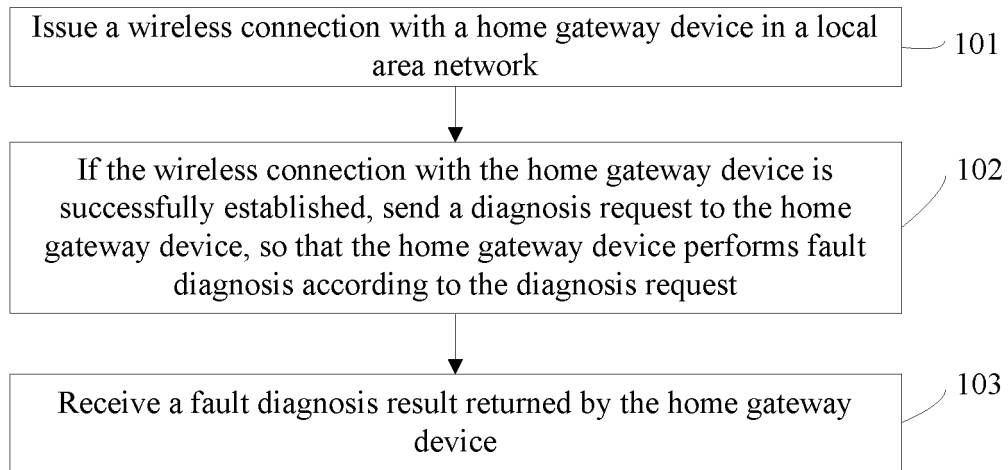 Issue a wireless connection with a home gateway device in a local
area network
101
If the wireless connection with the home gateway device is
successfully established, send a diagnosis request to the home
gateway device, so that the home gateway device performs fault
diagnosis according to the diagnosis request
102
Receive a fault diagnosis result returned by the home gateway
device
103